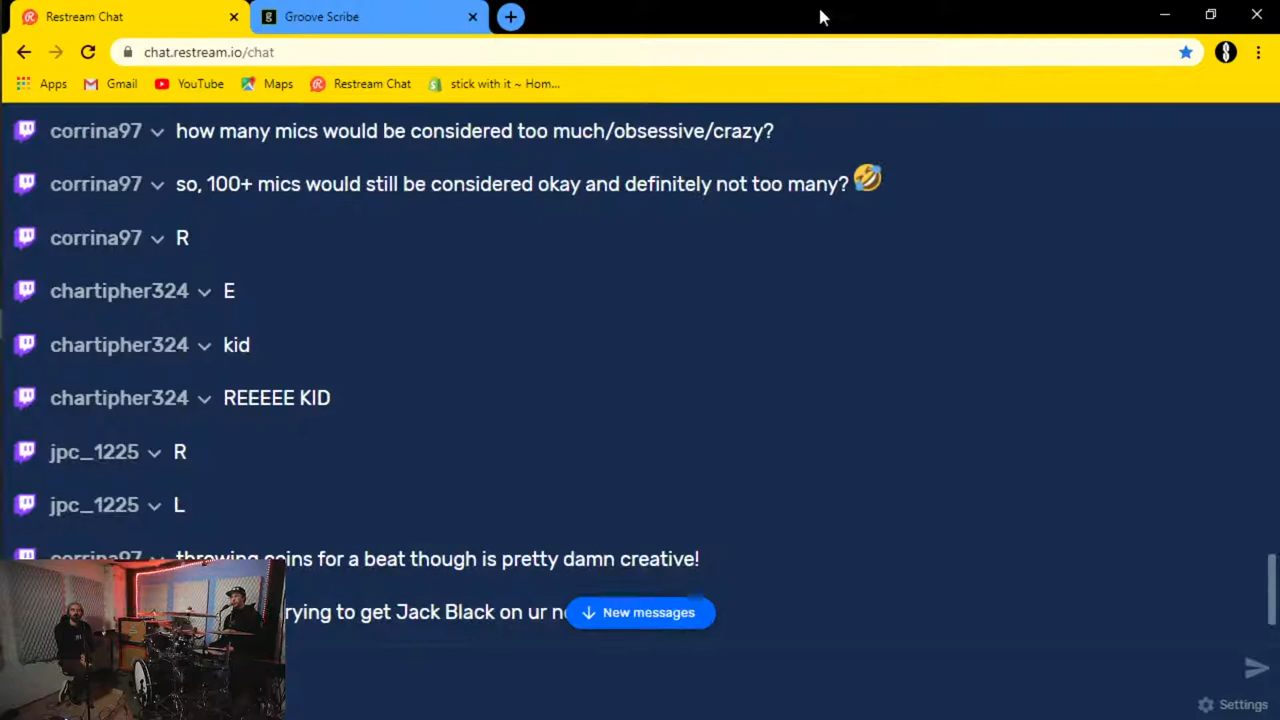 Restream Chat
Groove Scribe
chat.restream.io/chat
Apps Gmail YouTube Maps Restream Chat stick with it ~ Hom...
corrina97 how many mics would be considered too much/obsessive/crazy?
corrina97 so, 100+ mics would still be considered okay and definitely not too many? 🤣
corrina97 R
chartipher324 E
chartipher324 kid
chartipher324 REEEEE KID
jpc_1225 R
jpc_1225 L
corrina97 throwing coins for a beat though is pretty damn creative!
rying to get Jack Black on ur
New messages
Settings